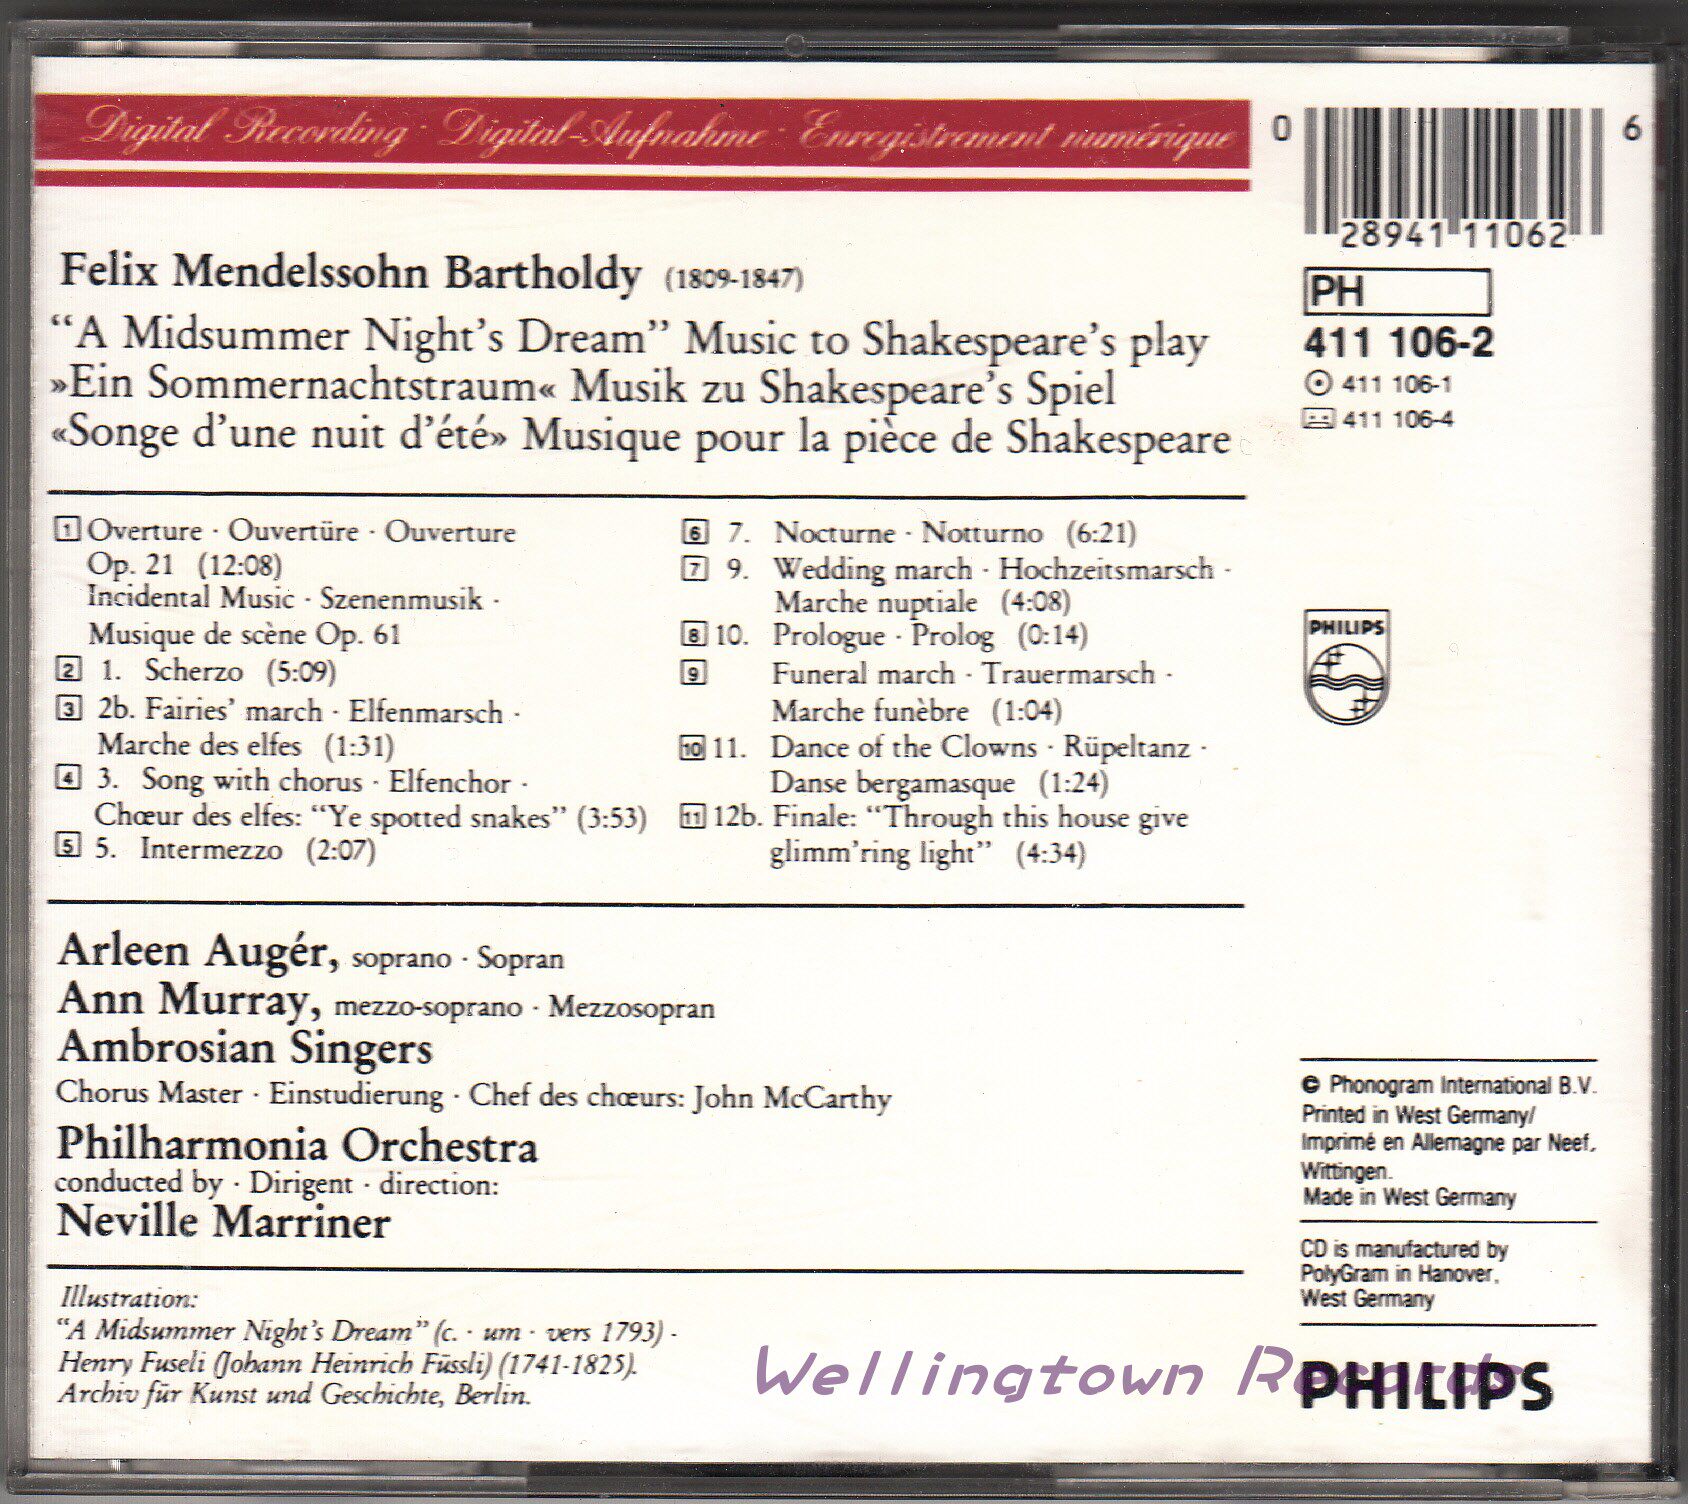 Digital Recording · Digital-Aufnahme · Enregistrement numérique
Felix Mendelssohn Bartholdy (1809-1847)
“A Midsummer Night's Dream” Music to Shakespeare's play
»Ein Sommernachtstraum« Musik zu Shakespeare's Spiel
«Songe d'une nuit d'été» Musique pour la pièce de Shakespeare
1 Overture · Ouvertüre · Ouverture
Op. 21 (12:08)
Incidental Music · Szenenmusik ·
Musique de scène Op. 61
2 1. Scherzo (5:09)
3 2b. Fairies' march · Elfenmarsch ·
Marche des elfes (1:31)
4 3. Song with chorus · Elfenchor ·
Chœur des elfes: “Ye spotted snakes” (3:53)
5 5. Intermezzo (2:07)
6 7. Nocturne · Notturno (6:21)
7 9. Wedding march · Hochzeitsmarsch ·
Marche nuptiale (4:08)
8 10. Prologue · Prolog (0:14)
9 Funeral march · Trauermarsch ·
Marche funèbre (1:04)
10 11. Dance of the Clowns · Rüpeltanz ·
Danse bergamasque (1:24)
11 12b. Finale: “Through this house give
glimm'ring light” (4:34)
Arleen Augér, soprano · Sopran
Ann Murray, mezzo-soprano · Mezzosopran
Ambrosian Singers
Chorus Master · Einstudierung · Chef des chœurs: John McCarthy
Philharmonia Orchestra
conducted by · Dirigent · direction:
Neville Marriner
Illustration:
“A Midsummer Night's Dream” (c. · um · vers 1793) -
Henry Fuseli (Johann Heinrich Füssli) (1741-1825).
Archiv für Kunst und Geschichte, Berlin.
0 28941 11062 6
PH
411 106-2
411 106-1
411 106-4
PHILIPS
© Phonogram International B.V.
Printed in West Germany/
Imprimé en Allemagne par Neef,
Wittingen.
Made in West Germany
CD is manufactured by
PolyGram in Hanover,
West Germany
PHILIPS
Wellingtown Records